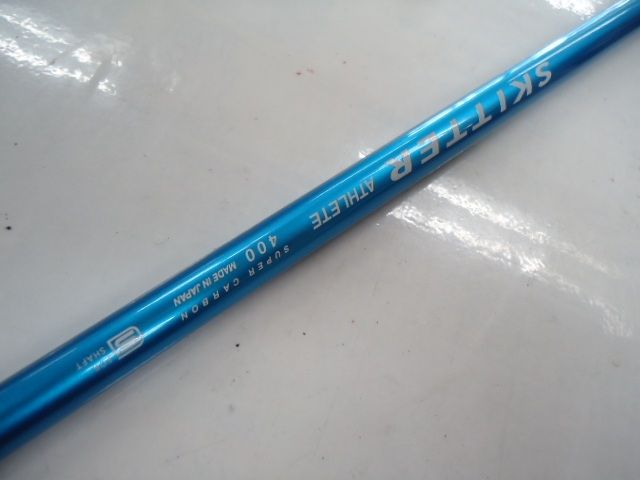 SKITTER
ATHLETE
400
SUPER CARBON
MADE IN JAPAN
SHAFT